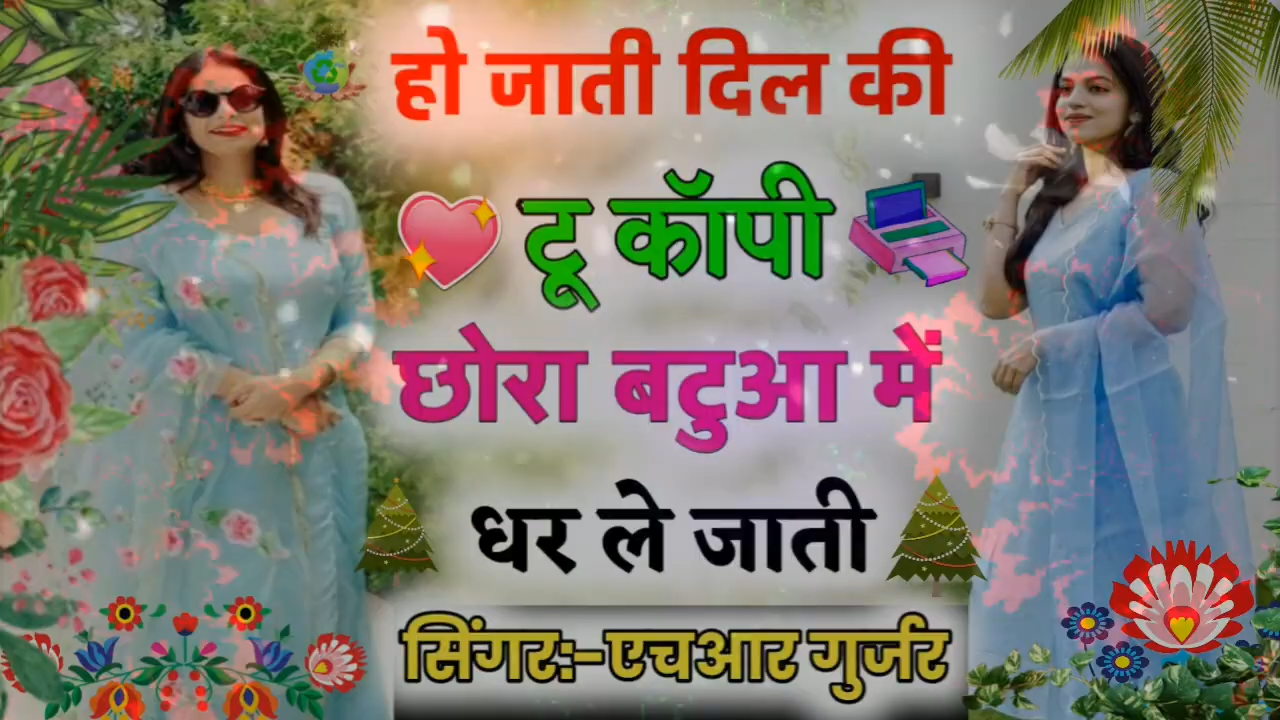 हो जाती दिल की
टू कॉपी
छोरा बटुआ में
धर ले जाती
सिंगर:-एचआर गुर्जर